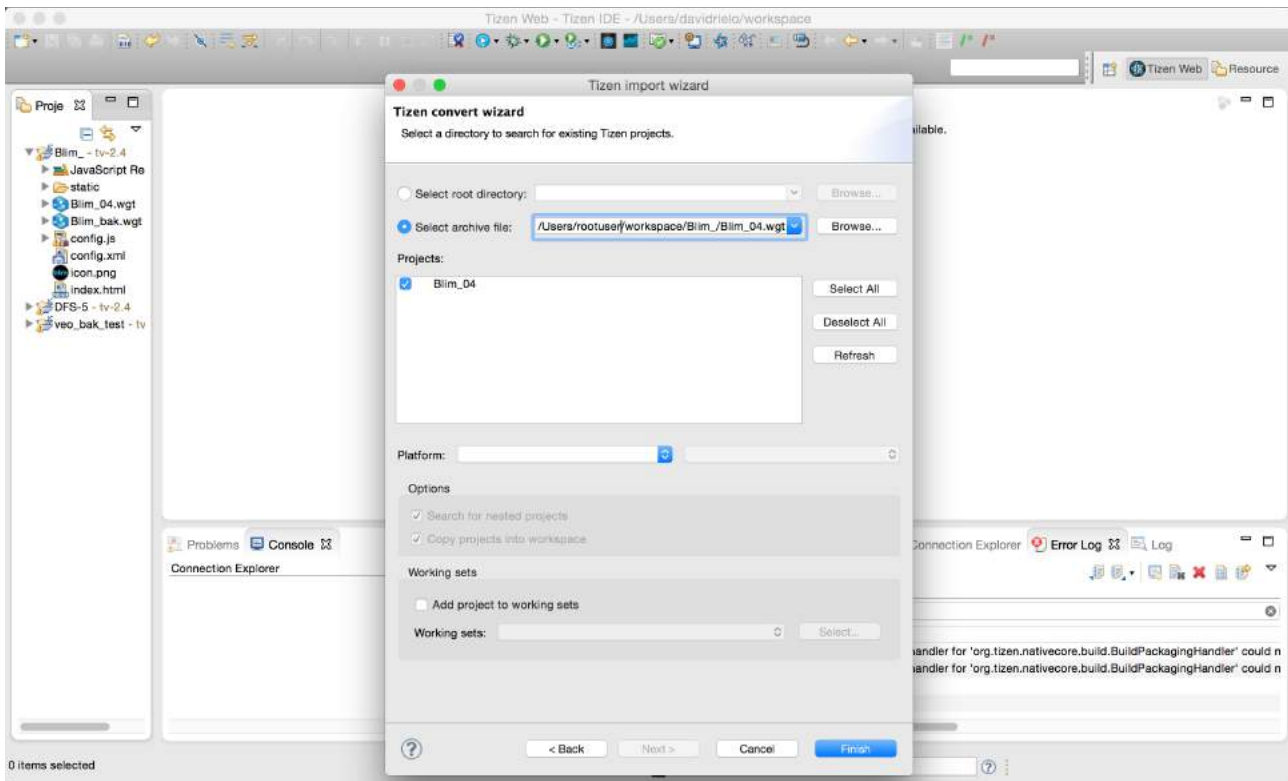 Tizen Web - Tizen IDE - /Users/davidrielo/workspace
Tizen Web
Resource
Proje
Blim_ - tv-2.4
JavaScript Re
static
Blim_04.wgt
Blim_bak.wgt
config.js
config.xml
icon.png
index.html
DFS-5 - tv-2.4
veo_bak_test - tv
ailable.
Tizen import wizard
Tizen convert wizard
Select a directory to search for existing Tizen projects.
Select root directory:
Browse...
Select archive file:
/Users/rootuser/workspace/Blim_/Blim_04.wgt
Browse...
Projects:
Blim_04
Select All
Deselect All
Refresh
Platform:
Options
Search for nested projects
Copy projects into workspace
Working sets
Add project to working sets
Working sets:
Select...
< Back
Next >
Cancel
Finish
Problems
Console
Connection Explorer
Connection Explorer
Error Log
Log
andler for 'org.tizen.nativecore.build.BuildPackagingHandler' could n
andler for 'org.tizen.nativecore.build.BuildPackagingHandler' could n
0 items selected